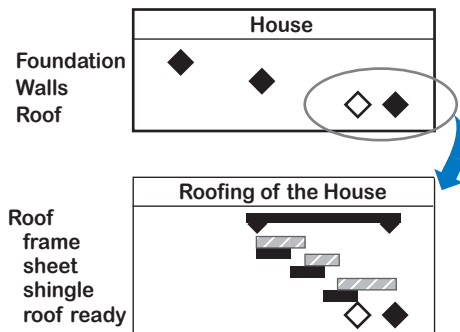 House
Foundation
Walls
Roof
Roofing of the House
Roof
frame
sheet
shingle
roof ready